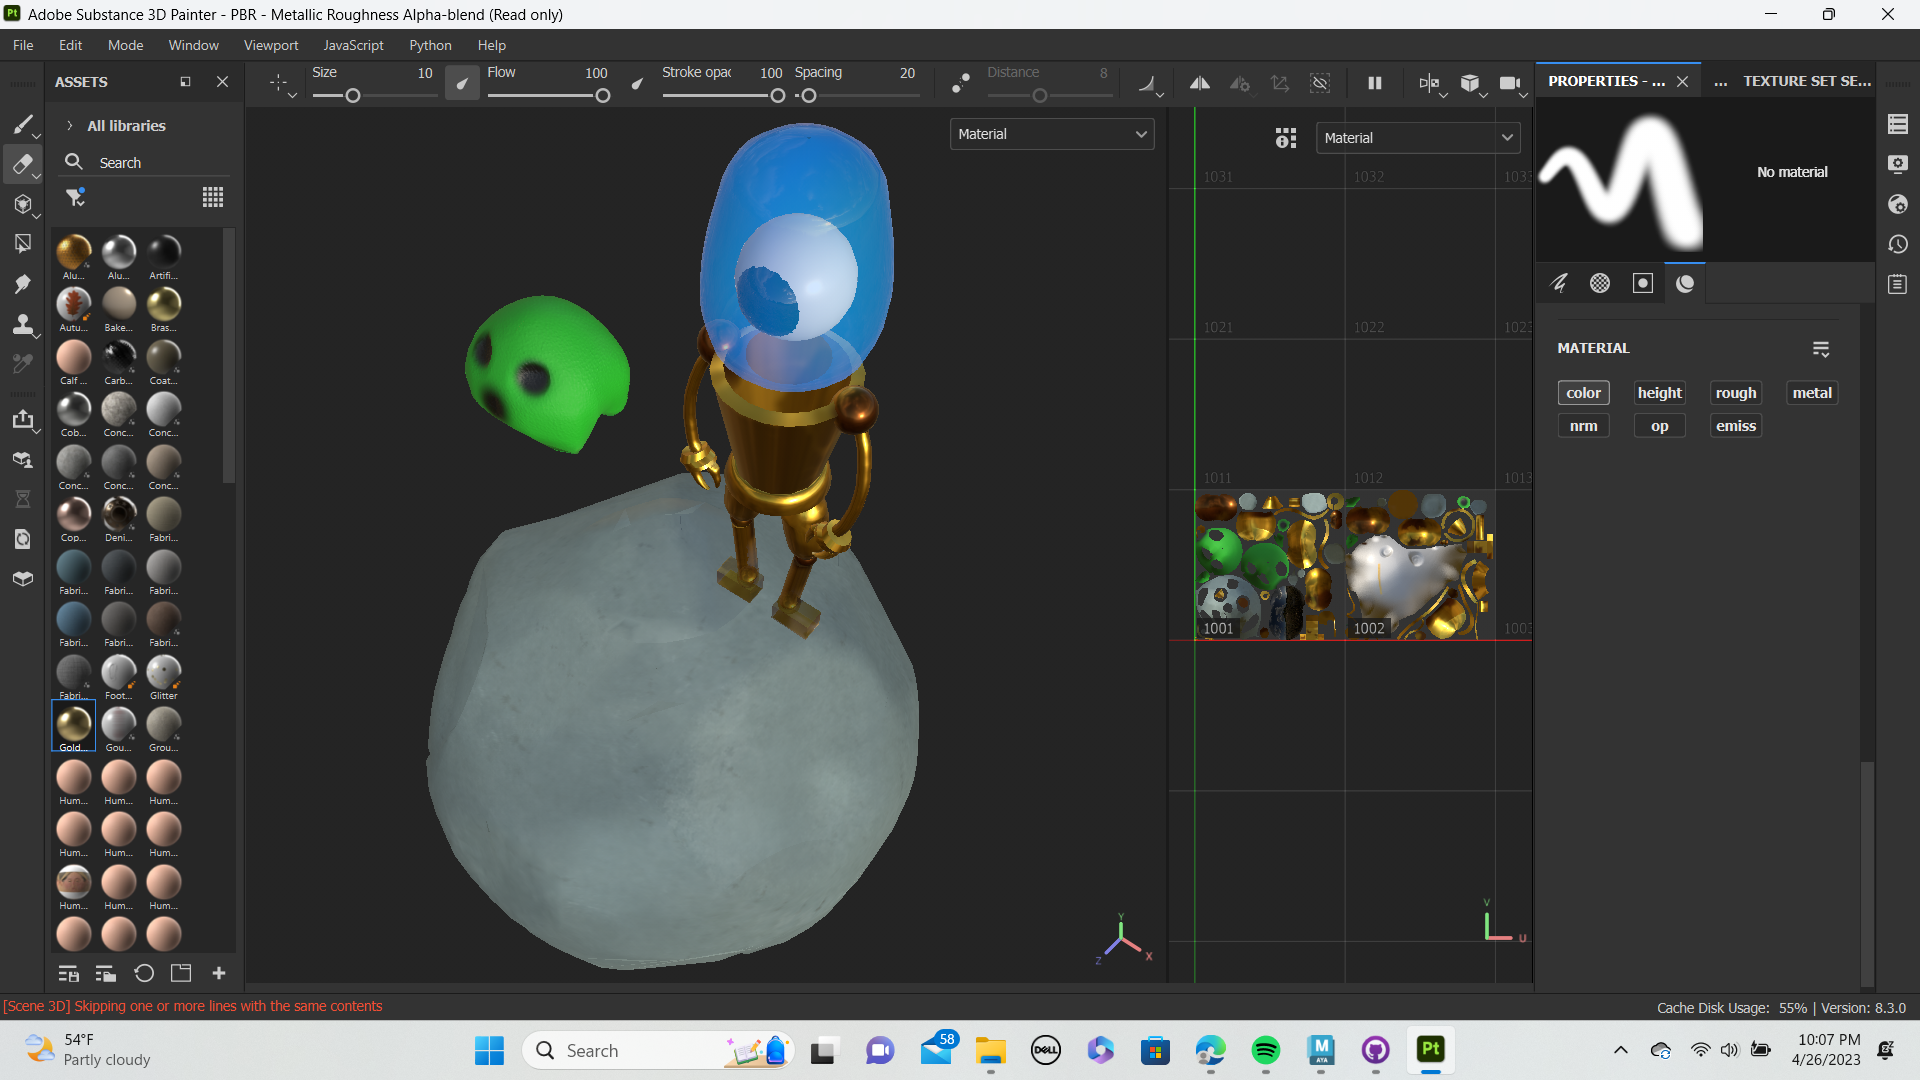 Pt Adobe Substance 3D Painter - PBR - Metallic Roughness Alpha-blend (Read only)
File Edit Mode Window Viewport JavaScript Python Help
ASSETS
Size 10 Flow 100 Stroke opac 100 Spacing 20 Distance 8
PROPERTIES - ... ... TEXTURE SET SE...
All libraries
Search
Material
Material
No material
1031 1032 1033
1021 1022 1023
1011 1012 1013
1001 1002 1003
Alu... Alu... Artifi...
Autu... Bake... Bras...
Calf ... Carb... Coat...
Cob... Conc... Conc...
Conc... Conc... Conc...
Cop... Deni... Fabri...
Fabri... Fabri... Fabri...
Fabri... Fabri... Fabri...
Fabri... Foot... Glitter
Gold... Gou... Grou...
Hum... Hum... Hum...
Hum... Hum... Hum...
Hum... Hum... Hum...
MATERIAL
color height rough metal
nrm op emiss
Y
Z X
V
U
[Scene 3D] Skipping one or more lines with the same contents
Cache Disk Usage: 55% | Version: 8.3.0
54°F
Partly cloudy
Search
58
DELL
M
AYA
Pt
10:07 PM
4/26/2023